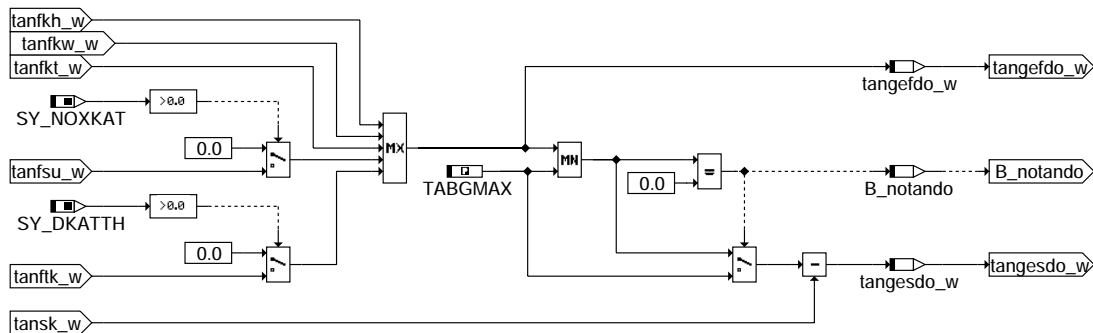 tanfkh_w
tanfkw_w
tanfkt_w
tangefdo_w
tangefdo_w
SY_NOXKAT
>0.0
0.0
MX
MN
tanfsu_w
TABGMAX
0.0
=
B_notando
B_notando
SY_DKATTH
>0.0
0.0
-
tanftk_w
tangesdo_w
tangesdo_w
tansk_w